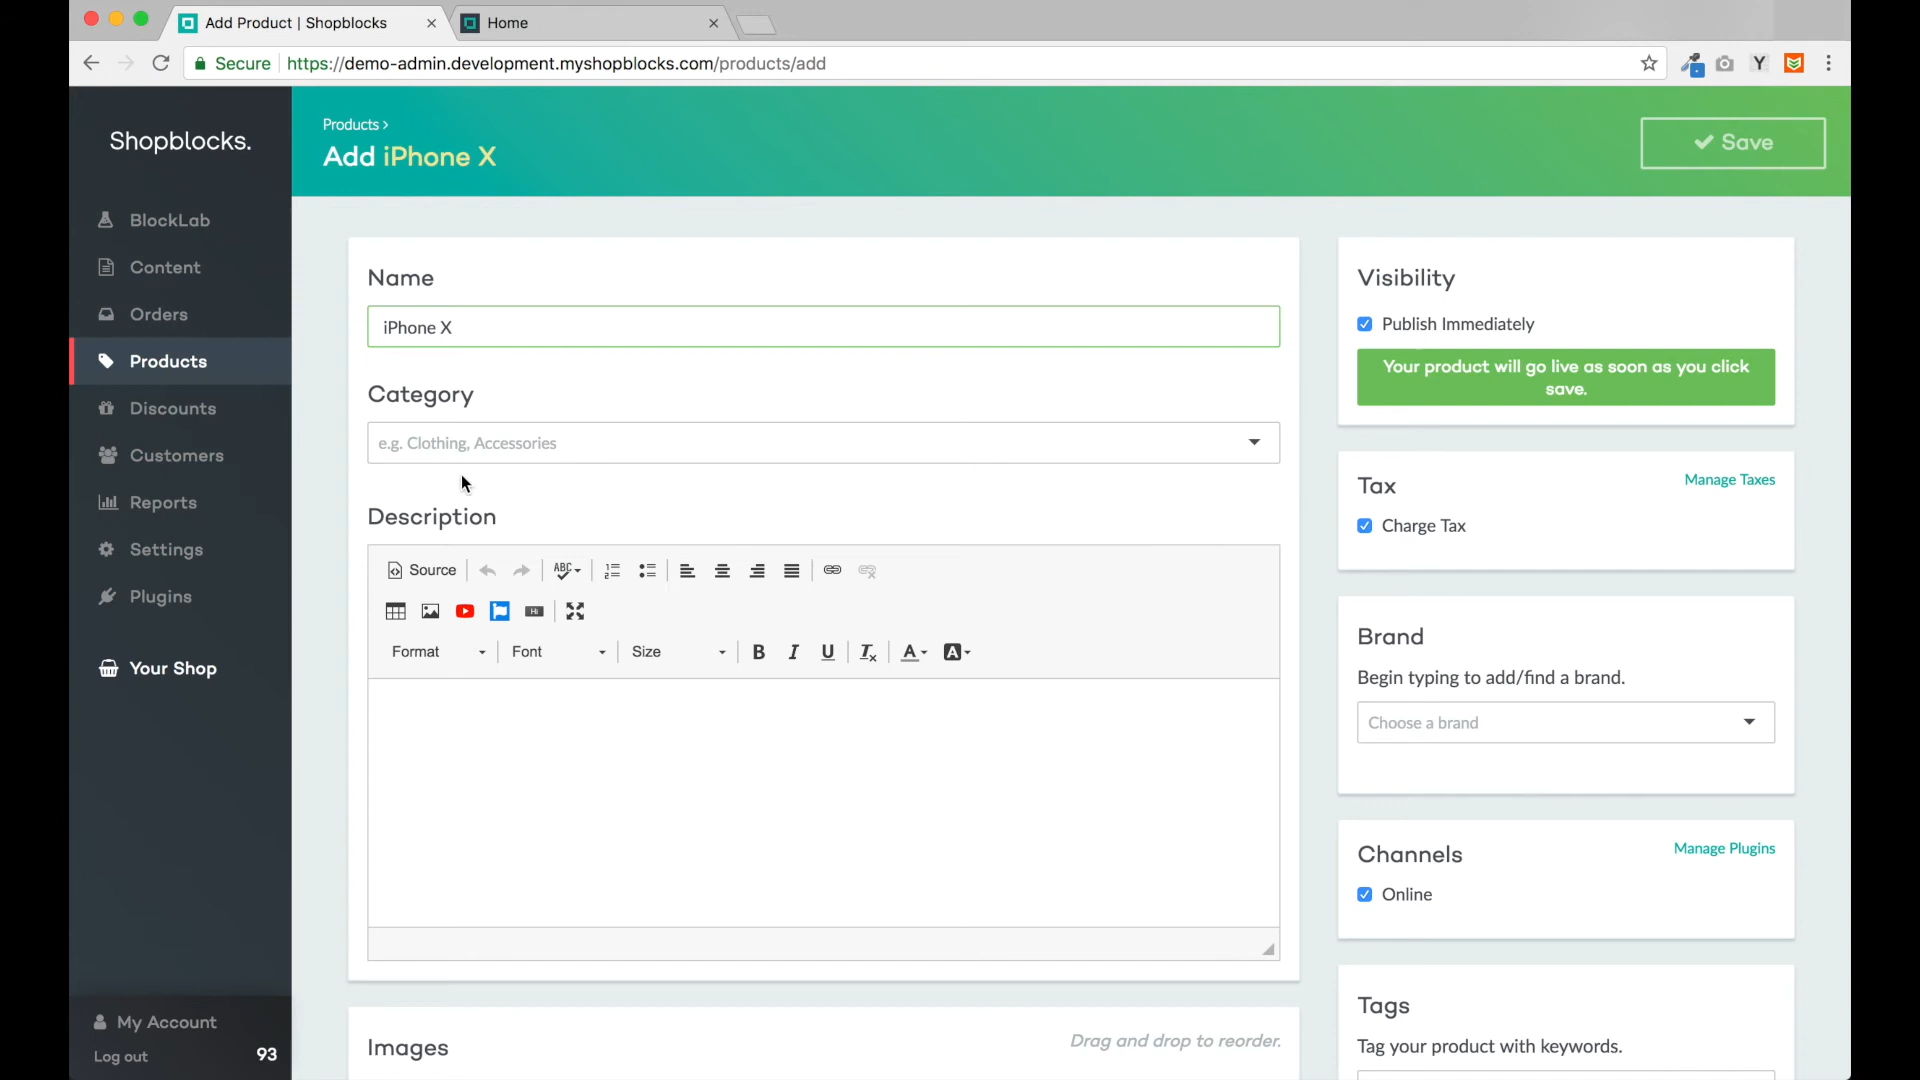 Add Product | Shopblocks
Home
Secure
https://demo-admin.development.myshopblocks.com/products/add
Y
Shopblocks.
BlockLab
Content
Orders
Products
Discounts
Customers
Reports
Settings
Plugins
Your Shop
My Account
Log out
93
Products >
Add iPhone X
Save
Name
iPhone X
Category
e.g. Clothing, Accessories
Description
Source
ABC
Format
Font
Size
B I U
Images
Drag and drop to reorder.
Visibility
Publish Immediately
Your product will go live as soon as you click
save.
Tax
Manage Taxes
Charge Tax
Brand
Begin typing to add/find a brand.
Choose a brand
Channels
Manage Plugins
Online
Tags
Tag your product with keywords.